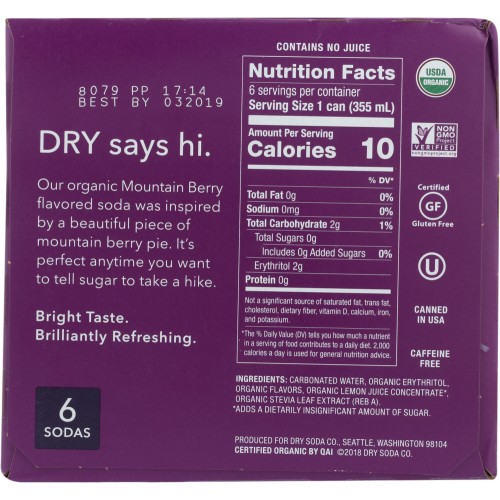 8079 PP 17:14
BEST BY 032019
DRY says hi.
Our organic Mountain Berry
flavored soda was inspired
by a beautiful piece of
mountain berry pie. It's
perfect anytime you want
to tell sugar to take a hike.
Bright Taste.
Brilliantly Refreshing.
6
SODAS
CONTAINS NO JUICE
Nutrition Facts
6 servings per container
Serving Size 1 can (355 mL)
Amount Per Serving
Calories 10
% DV*
Total Fat 0g 0%
Sodium 0mg 0%
Total Carbohydrate 2g 1%
Total Sugars 0g
Includes 0g Added Sugars 0%
Erythritol 2g
Protein 0g
Not a significant source of saturated fat, trans fat,
cholesterol, dietary fiber, vitamin D, calcium, iron,
and potassium.
*The % Daily Value (DV) tells you how much a nutrient
in a serving of food contributes to a daily diet. 2,000
calories a day is used for general nutrition advice.
INGREDIENTS: CARBONATED WATER, ORGANIC ERYTHRITOL,
ORGANIC FLAVORS, ORGANIC LEMON JUICE CONCENTRATE*,
ORGANIC STEVIA LEAF EXTRACT (REB A).
*ADDS A DIETARILY INSIGNIFICANT AMOUNT OF SUGAR.
PRODUCED FOR DRY SODA CO., SEATTLE, WASHINGTON 98104
CERTIFIED ORGANIC BY QAI ©2018 DRY SODA CO.
USDA
ORGANIC
NON
GMO
Project
VERIFIED
nongmoproject.org
Certified
GF
Gluten Free
U
CANNED
IN USA
CAFFEINE
FREE